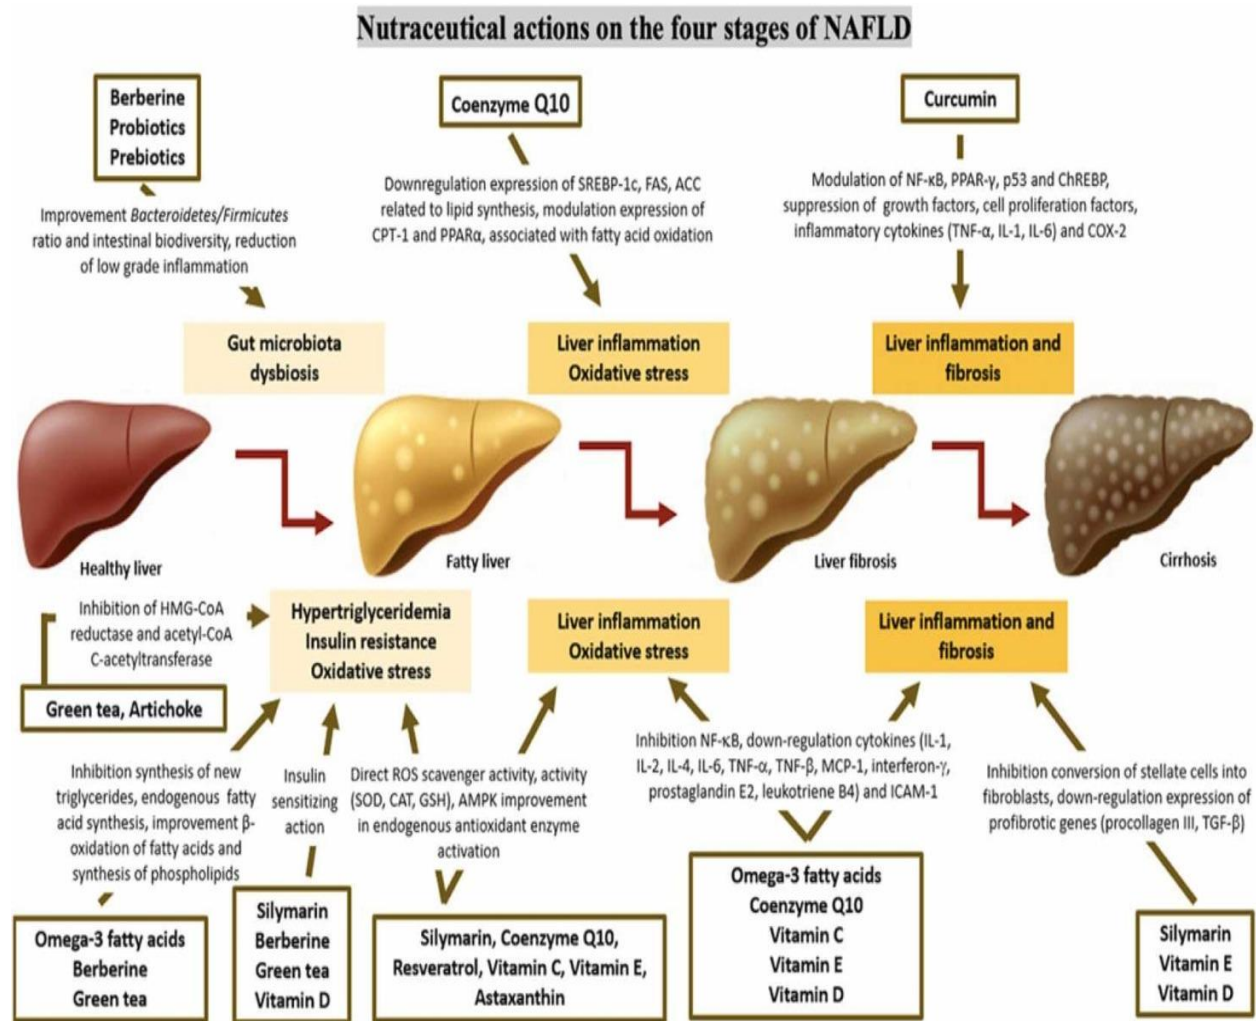 Nutraceutical actions on the four stages of NAFLD
Berberine
Probiotics
Prebiotics
Improvement Bacteroidetes/Firmicutes
ratio and intestinal biodiversity, reduction
of low grade inflammation
Coenzyme Q10
Downregulation expression of SREBP-1c, FAS, ACC
related to lipid synthesis, modulation expression of
CPT-1 and PPARα, associated with fatty acid oxidation
Curcumin
Modulation of NF-κB, PPAR-γ, p53 and ChREBP,
suppression of growth factors, cell proliferation factors,
inflammatory cytokines (TNF-α, IL-1, IL-6) and COX-2
Gut microbiota
dysbiosis
Liver inflammation
Oxidative stress
Liver inflammation and
fibrosis
Healthy liver
Fatty liver
Liver fibrosis
Cirrhosis
Inhibition of HMG-CoA
reductase and acetyl-CoA
C-acetyltransferase
Green tea, Artichoke
Hypertriglyceridemia
Insulin resistance
Oxidative stress
Liver inflammation
Oxidative stress
Liver inflammation and
fibrosis
Inhibition synthesis of new
triglycerides, endogenous fatty
acid synthesis, improvement β-
oxidation of fatty acids and
synthesis of phospholipids
Insulin
sensitizing
action
Direct ROS scavenger activity, activity
(SOD, CAT, GSH), AMPK improvement
in endogenous antioxidant enzyme
activation
Inhibition NF-κB, down-regulation cytokines (IL-1,
IL-2, IL-4, IL-6, TNF-α, TNF-β, MCP-1, interferon-γ,
prostaglandin E2, leukotriene B4) and ICAM-1
Inhibition conversion of stellate cells into
fibroblasts, down-regulation expression of
profibrotic genes (procollagen III, TGF-β)
Omega-3 fatty acids
Berberine
Green tea
Silymarin
Berberine
Green tea
Vitamin D
Silymarin, Coenzyme Q10,
Resveratrol, Vitamin C, Vitamin E,
Astaxanthin
Omega-3 fatty acids
Coenzyme Q10
Vitamin C
Vitamin E
Vitamin D
Silymarin
Vitamin E
Vitamin D